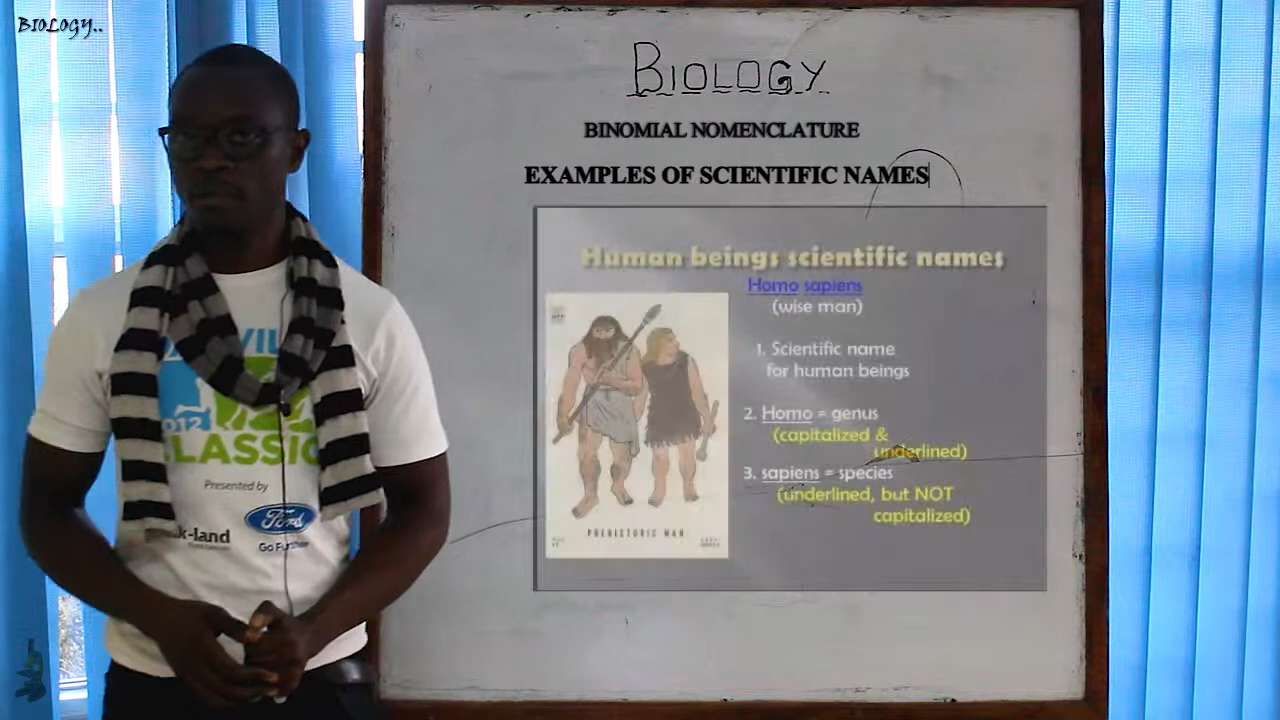 BIOLOGY..
BIOLOGY
BINOMIAL NOMENCLATURE
EXAMPLES OF SCIENTIFIC NAMES
Human beings scientific names
Homo sapiens
(wise man)
1. Scientific name
for human beings
2. Homo = genus
(capitalized &
underlined)
3. sapiens = species
(underlined, but NOT
capitalized)
PREHISTORIC MAN
CLASSIC
Presented by
Ford
Go Further